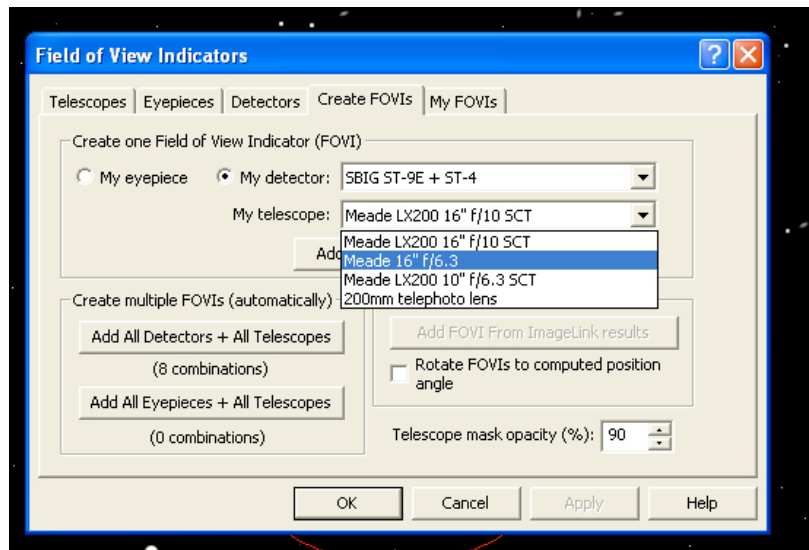 Field of View Indicators
Telescopes Eyepieces Detectors Create FOVIs My FOVIs
Create one Field of View Indicator (FOVI)
My eyepiece My detector: SBIG ST-9E + ST-4
My telescope: Meade LX200 16" f/10 SCT
Add
Meade LX200 16" f/10 SCT
Meade 16" f/6.3
Meade LX200 10" f/6.3 SCT
200mm telephoto lens
Create multiple FOVIs (automatically)
Add All Detectors + All Telescopes
(8 combinations)
Add All Eyepieces + All Telescopes
(0 combinations)
Add FOVI From ImageLink results
Rotate FOVIs to computed position
angle
Telescope mask opacity (%): 90
OK Cancel Apply Help